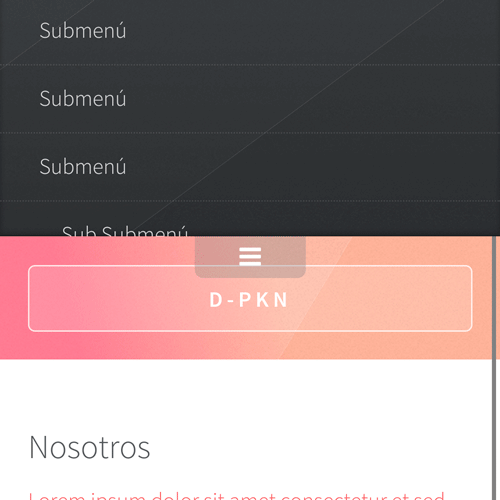 Submenú
Submenú
Submenú
Sub Submenú
D-PKN
Nosotros
Lorem ipsum dolor sit amet consectetur et sed